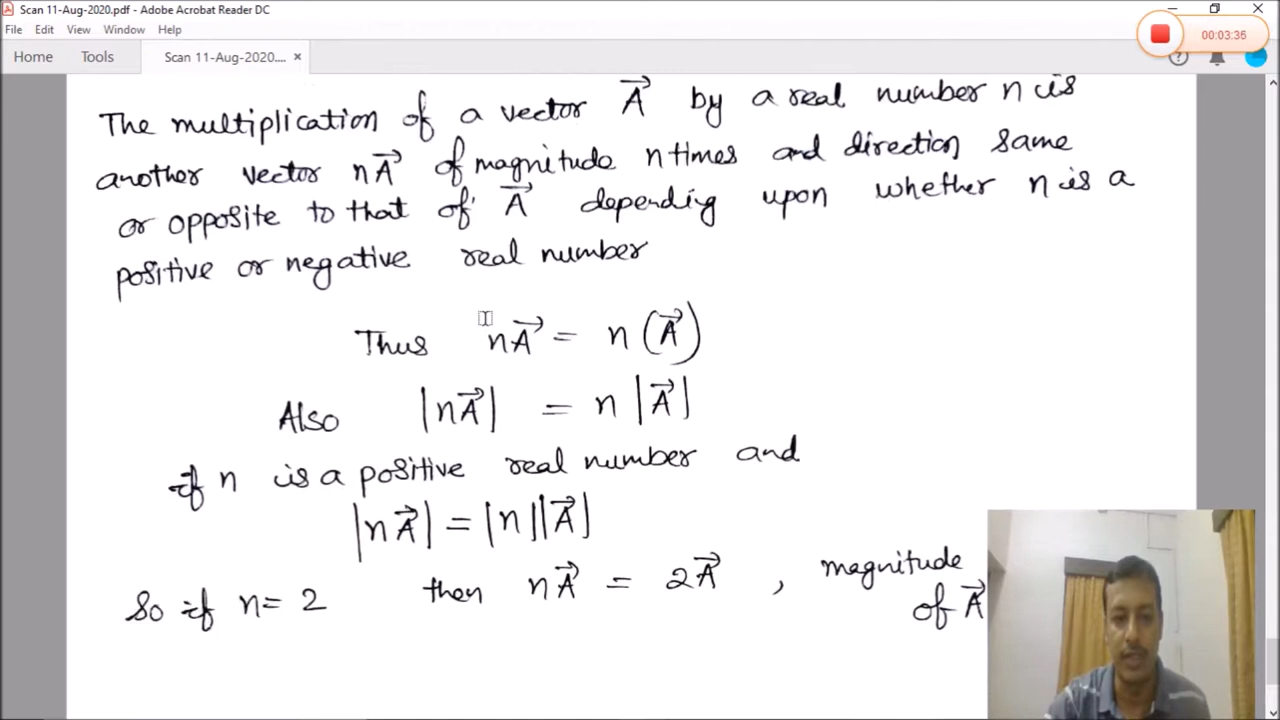 Scan 11-Aug-2020.pdf - Adobe Acrobat Reader DC
File Edit View Window Help
00:03:36
Home Tools Scan 11-Aug-2020.... ×
The multiplication of a vector A⃗ by a real number n is
another vector nA⃗ of magnitude n times and direction same
or opposite to that of A⃗ depending upon whether n is a
positive or negative real number
Thus nA⃗ = n (A⃗)
Also |nA⃗| = n |A⃗|
if n is a positive real number and
|nA⃗| = |n||A⃗|
So if n= 2 then nA⃗ = 2A⃗ , magnitude
of A⃗